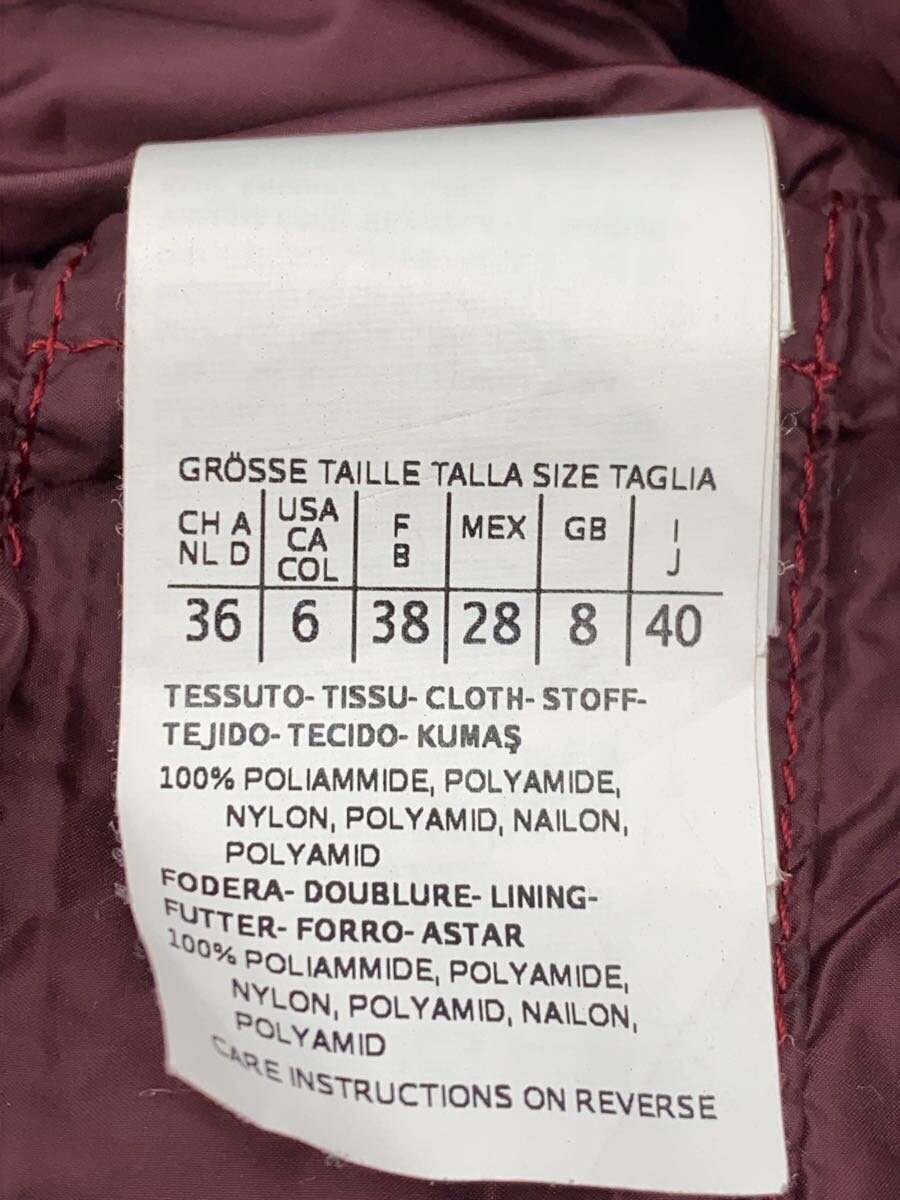 GRÖSSE TAILLE TALLA SIZE TAGLIA
CH A NL D | USA CA COL | F B | MEX | GB | I J
36 | 6 | 38 | 28 | 8 | 40
TESSUTO- TISSU- CLOTH- STOFF-
TEJIDO- TECIDO- KUMAŞ
100% POLIAMMIDE, POLYAMIDE,
NYLON, POLYAMID, NAILON,
POLYAMID
FODERA- DOUBLURE- LINING-
FUTTER- FORRO- ASTAR
100% POLIAMMIDE, POLYAMIDE,
NYLON, POLYAMID, NAILON,
POLYAMID
CARE INSTRUCTIONS ON REVERSE